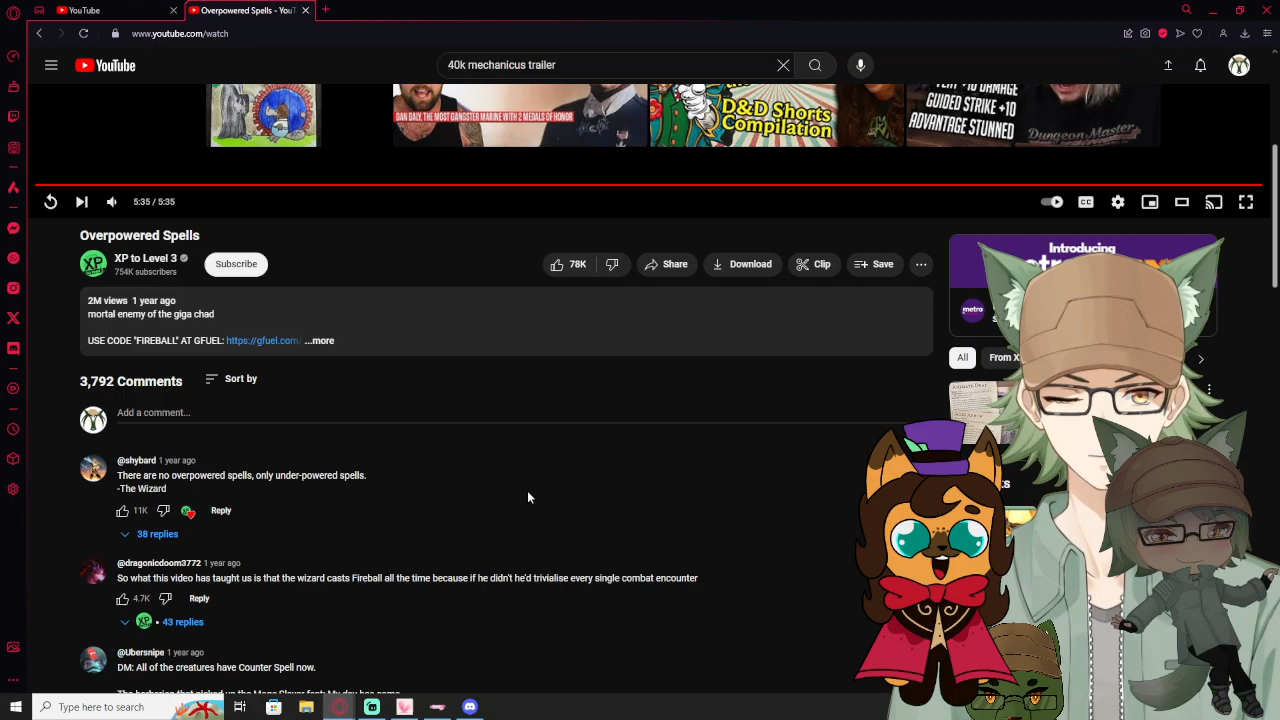 YouTube
Overpowered Spells - YouT
www.youtube.com/watch
YouTube
40k mechanicus trailer
DAN DALY, THE MOST GANGSTER MARINE WITH 2 MEDALS OF HONOR
D&D Shorts
Compilation
GUIDED STRIKE +10
ADVANTAGE STUNNED
Dungeon Master
5:35 / 5:35
CC
Overpowered Spells
XP
XP to Level 3
754K subscribers
Subscribe
78K
Share
Download
Clip
Save
2M views 1 year ago
mortal enemy of the giga chad
USE CODE "FIREBALL" AT GFUEL: https://gfuel.com/ ...more
Introducing
metro
All
From X
3,792 Comments
Sort by
Add a comment...
@shybard 1 year ago
There are no overpowered spells, only under-powered spells.
-The Wizard
11K
Reply
38 replies
@dragonicdoom3772 1 year ago
So what this video has taught us is that the wizard casts Fireball all the time because if he didn't he'd trivialise every single combat encounter
4.7K
Reply
XP
43 replies
@Ubersnipe 1 year ago
DM: All of the creatures have Counter Spell now.
Type here to search